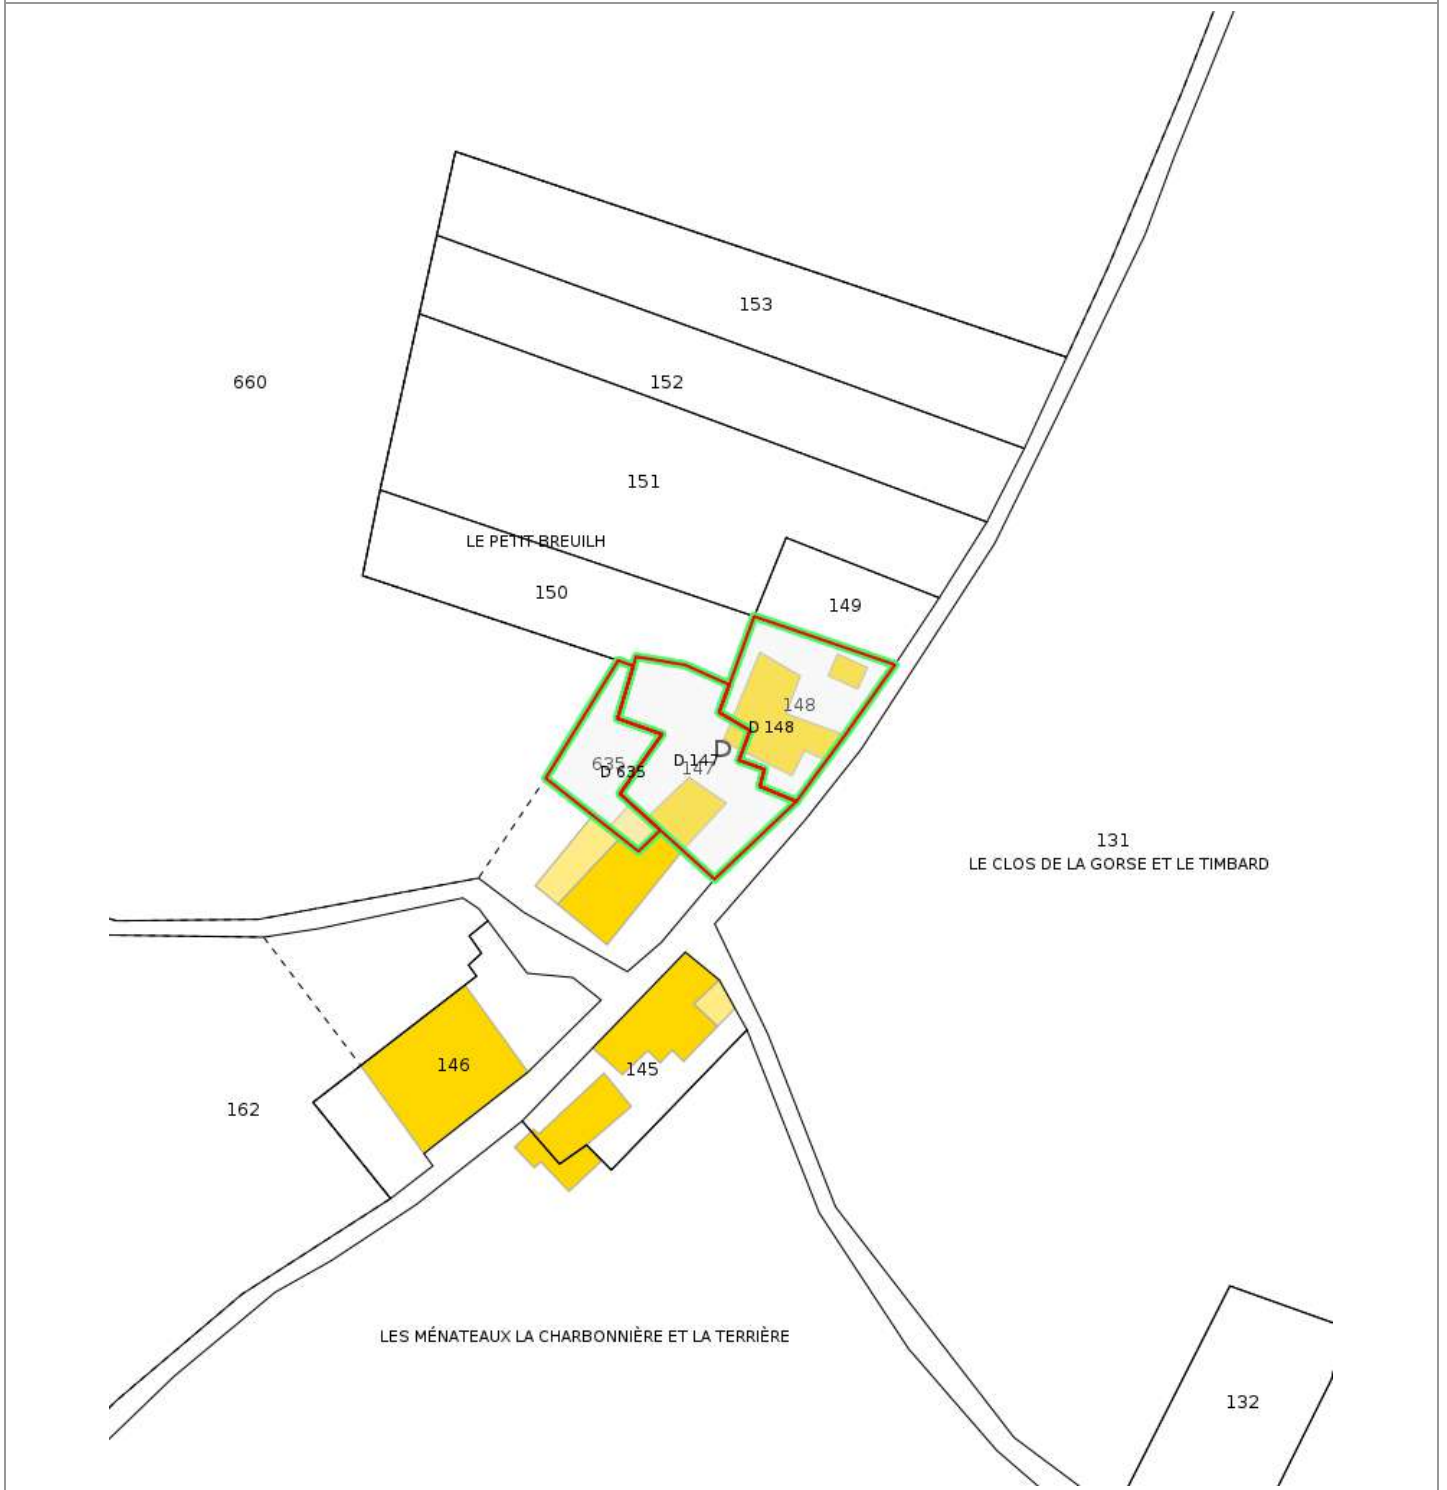 153
660
152
151
LE PETIT BREUILH
150
149
148
D 148
D
D 147
147
635
D 635
131
LE CLOS DE LA GORSE ET LE TIMBARD
146
145
162
LES MÉNATEAUX LA CHARBONNIÈRE ET LA TERRIÈRE
132